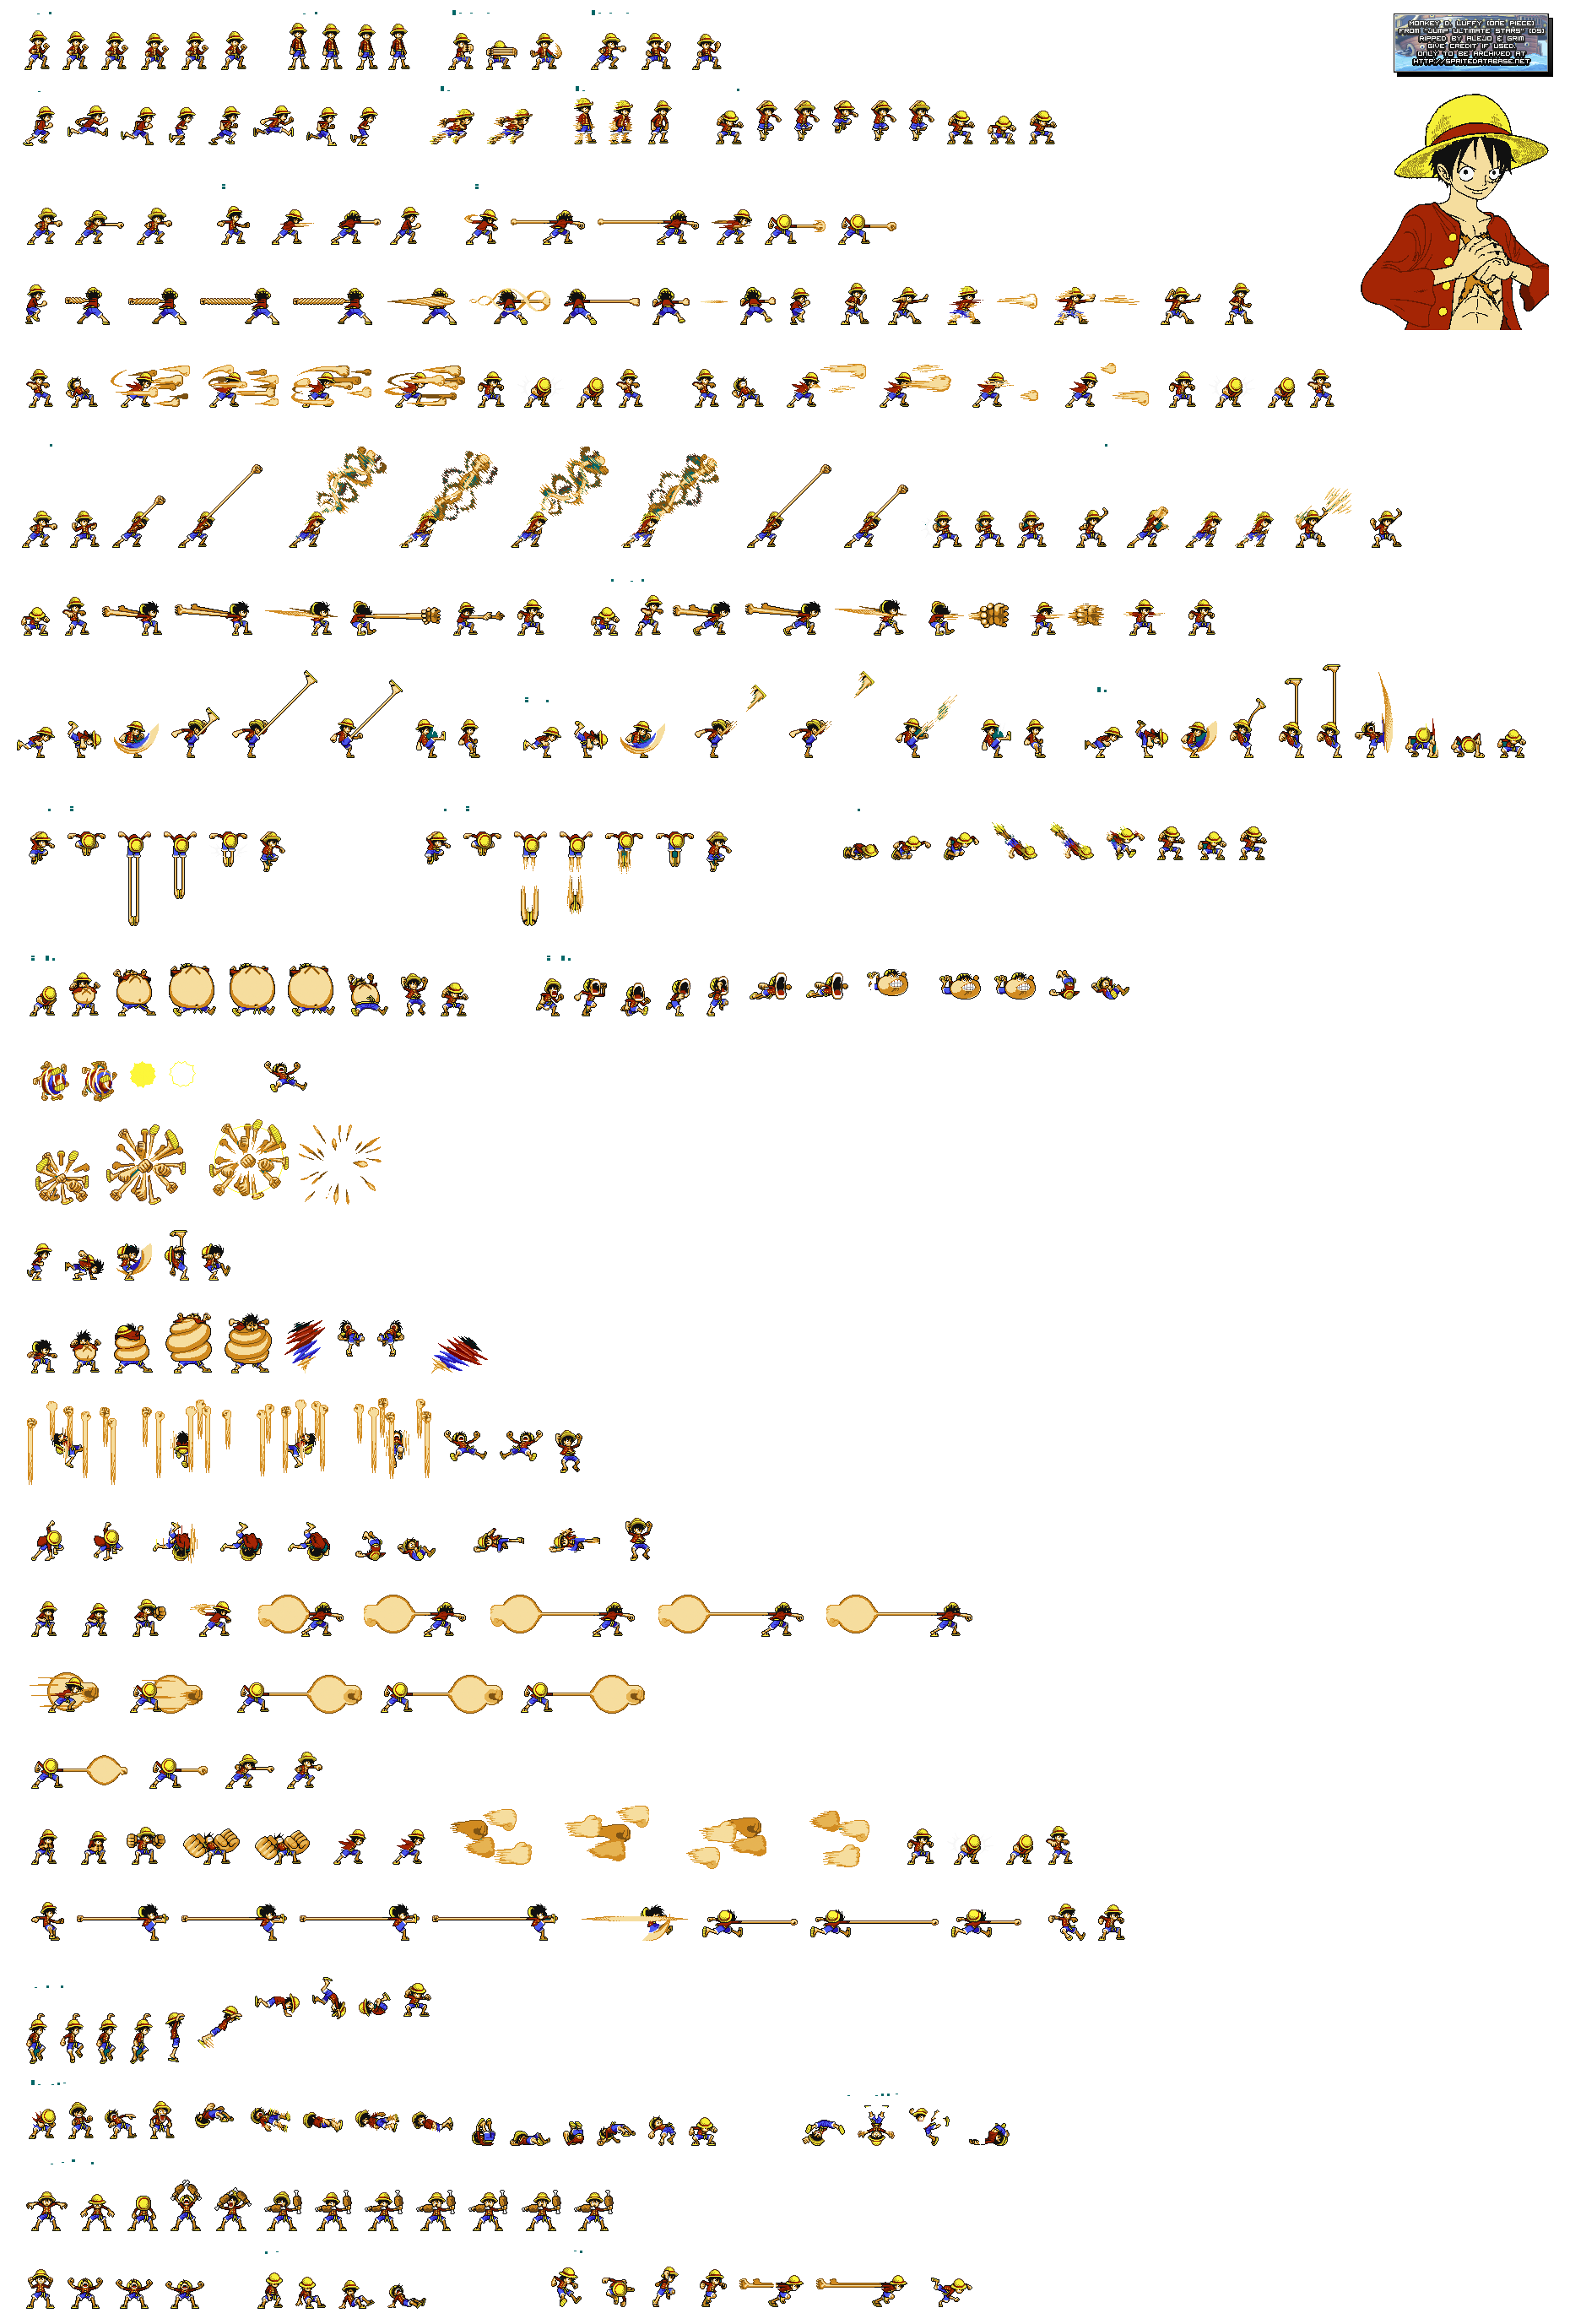 MONKEY D. LUFFY [ONE PIECE]
FROM "JUMP ULTIMATE STARS" [DS]
RIPPED BY ALEJO & GRIM
GIVE CREDIT IF USED.
ONLY TO BE ARCHIVED AT
HTTP://SPRITEDATABASE.NET